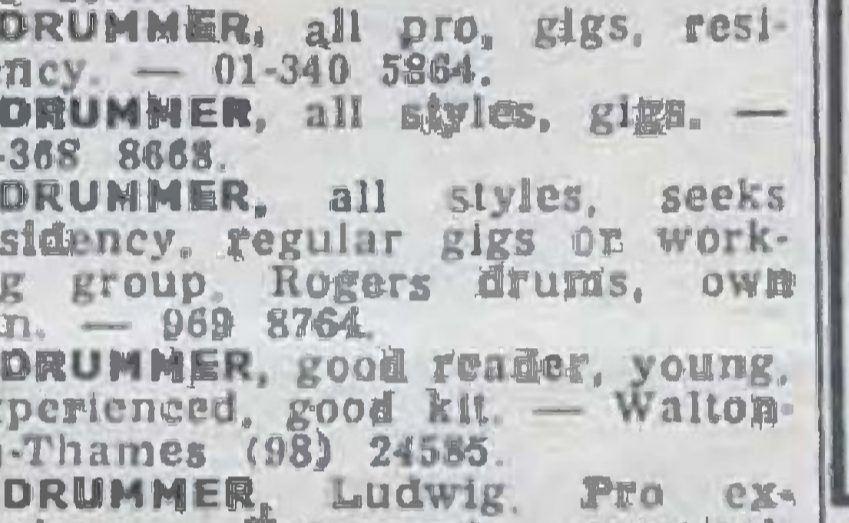 DRUMMER, all pro, gigs, resi-
ncy. — 01-340 5864.
DRUMMER, all styles, gigs. —
-368 8668.
DRUMMER, all styles, seeks
sidency, regular gigs or work-
g group. Rogers drums, own
n. — 969 8764.
DRUMMER, good reader, young,
xperienced, good kit. — Walton-
n-Thames (98) 24585.
DRUMMER, Ludwig. Pro ex-